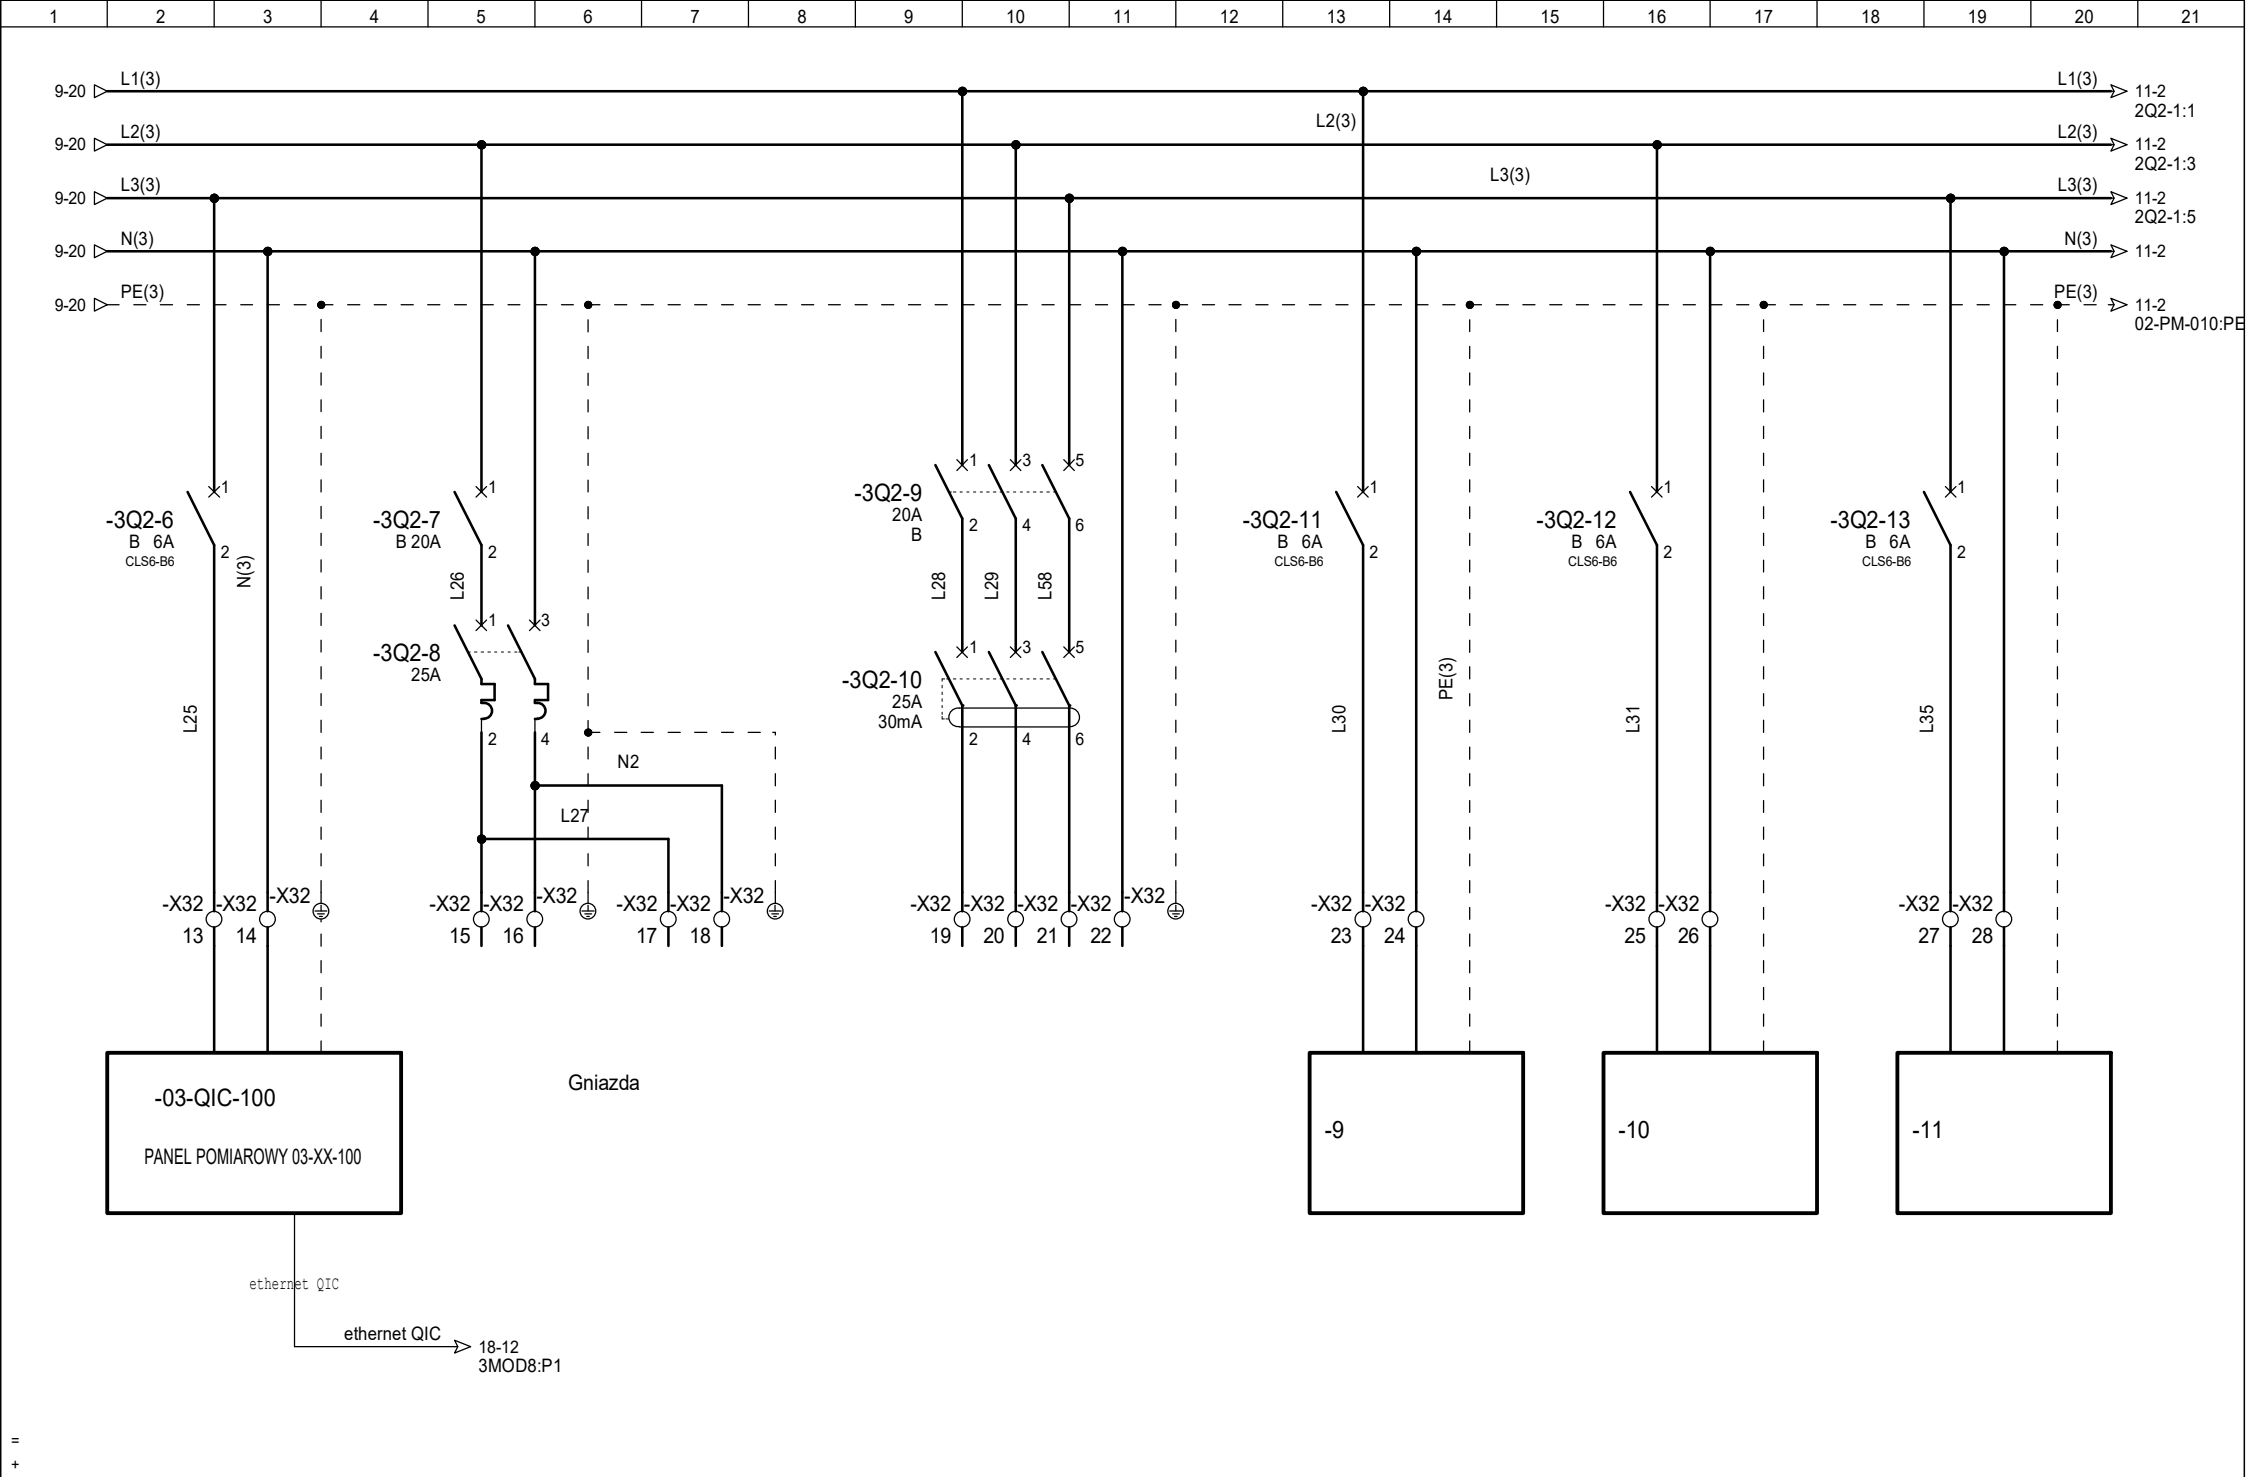 1 2 3 4 5 6 7 8 9 10 11 12 13 14 15 16 17 18 19 20 21
9-20 L1(3) L1(3) 11-2
2Q2-1:1
L2(3)
9-20 L2(3) L2(3) 11-2
2Q2-1:3
L3(3)
9-20 L3(3) L3(3) 11-2
2Q2-1:5
9-20 N(3) N(3) 11-2
9-20 PE(3) PE(3) 11-2
02-PM-010:PE
-3Q2-6
B 6A
CLS6-B6
1
2
N(3)
L25
-3Q2-7
B 20A
1
2
L26
-3Q2-8
25A
1 3
2 4
N2
L27
-3Q2-9
20A
B
1 3 5
2 4 6
L28 L29 L58
-3Q2-10
25A
30mA
1 3 5
2 4 6
-3Q2-11
B 6A
CLS6-B6
1
2
L30
PE(3)
-3Q2-12
B 6A
CLS6-B6
1
2
L31
-3Q2-13
B 6A
CLS6-B6
1
2
L35
-X32 -X32 -X32 -X32 -X32 -X32 -X32 -X32 -X32 -X32 -X32 -X32 -X32 -X32 -X32 -X32 -X32 -X32 -X32 -X32
13 14 15 16 17 18 19 20 21 22 23 24 25 26 27 28
-03-QIC-100
PANEL POMIAROWY 03-XX-100
Gniazda
-9
-10
-11
ethernet QIC
ethernet QIC
18-12
3MOD8:P1
=
+